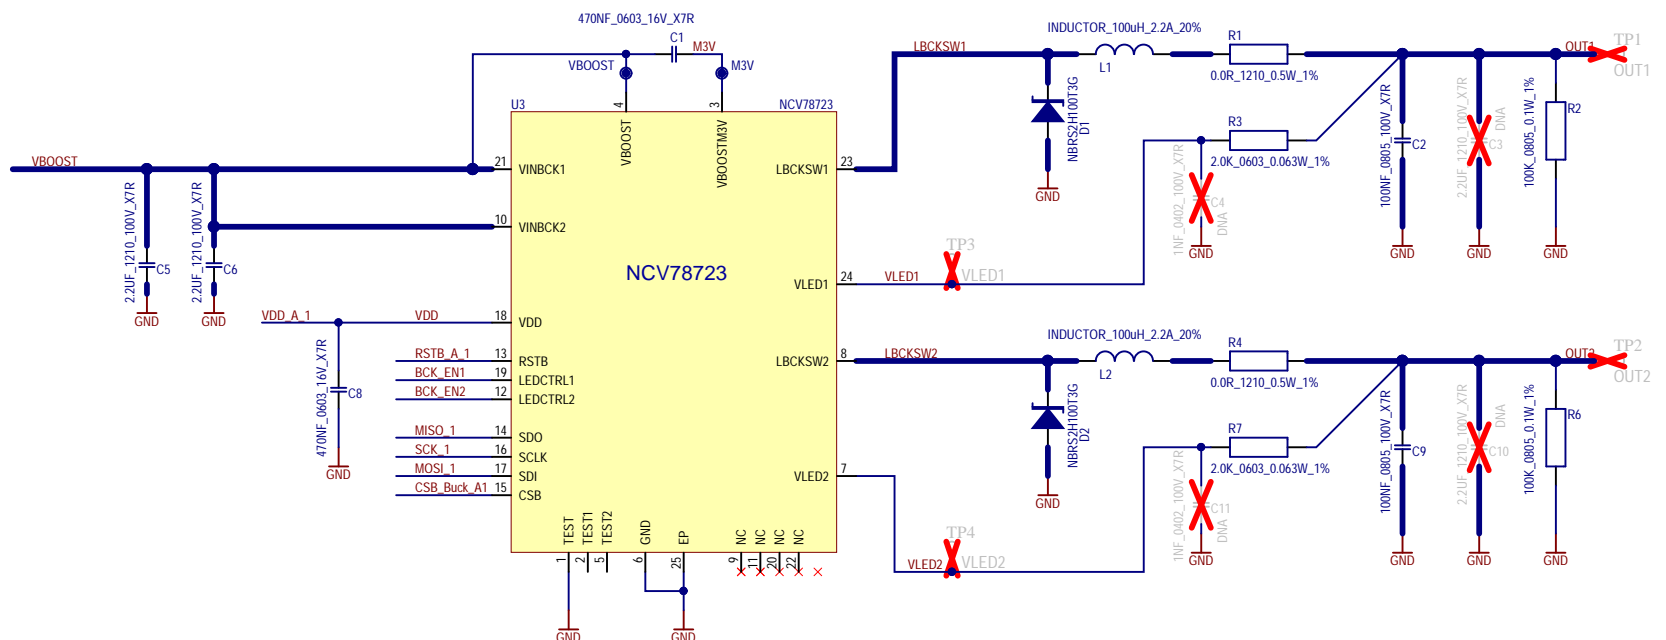 470NF_0603_16V_X7R
C1
M3V
VBOOST
M3V
INDUCTOR_100uH_2.2A_20%
LBCKSW1
L1
R1
0.0R_1210_0.5W_1%
OUT1
TP1
OUT1
U3
NCV78723
4
3
VBOOST
VBOOSTM3V
NBRS2H100T3G
D1
GND
R3
2.0K_0603_0.063W_1%
1NF_0402_100V_X7R
C4
DNA
GND
100NF_0805_100V_X7R
C2
GND
2.2UF_1210_100V_X7R
C3
DNA
GND
100K_0805_0.1W_1%
R2
GND
VBOOST
21
VINBCK1
LBCKSW1
23
10
VINBCK2
2.2UF_1210_100V_X7R
C5
GND
2.2UF_1210_100V_X7R
C6
GND
NCV78723
VLED1
24
VLED1
TP3
VLED1
VDD_A_1
VDD
18
VDD
470NF_0603_16V_X7R
C8
GND
RSTB_A_1
13
RSTB
BCK_EN1
19
LEDCTRL1
BCK_EN2
12
LEDCTRL2
MISO_1
14
SDO
SCK_1
16
SCLK
MOSI_1
17
SDI
CSB_Buck_A1
15
CSB
LBCKSW2
8
LBCKSW2
INDUCTOR_100uH_2.2A_20%
L2
R4
0.0R_1210_0.5W_1%
OUT2
TP2
OUT2
NBRS2H100T3G
D2
GND
R7
2.0K_0603_0.063W_1%
1NF_0402_100V_X7R
C11
DNA
GND
100NF_0805_100V_X7R
C9
GND
2.2UF_1210_100V_X7R
C10
DNA
GND
100K_0805_0.1W_1%
R6
GND
VLED2
7
VLED2
TP4
VLED2
TEST
TEST1
TEST2
GND
EP
NC
NC
NC
NC
1
2
5
6
25
9
11
20
22
GND
GND